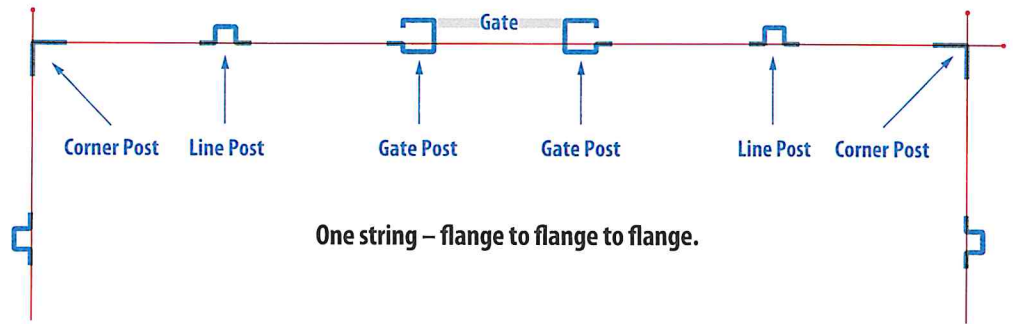 Gate
Corner Post Line Post Gate Post Gate Post Line Post Corner Post
One string – flange to flange to flange.